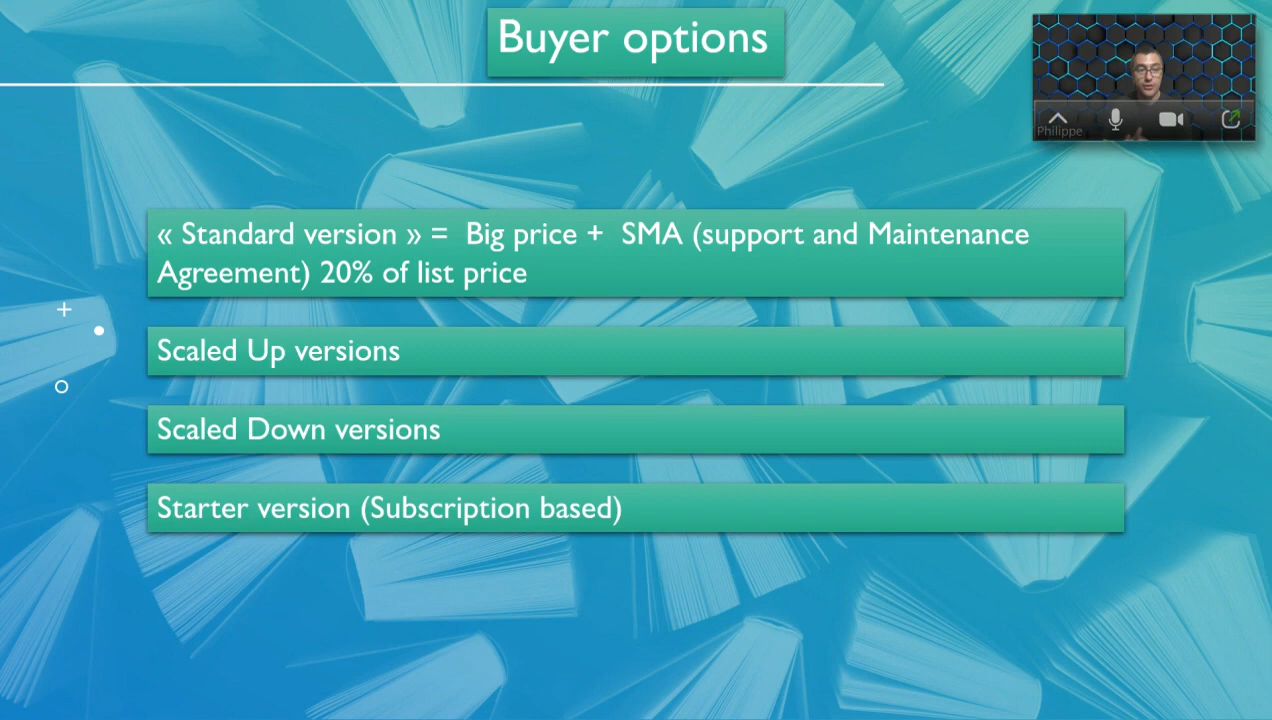 Buyer options
Philippe
« Standard version » = Big price + SMA (support and Maintenance
Agreement) 20% of list price
Scaled Up versions
Scaled Down versions
Starter version (Subscription based)